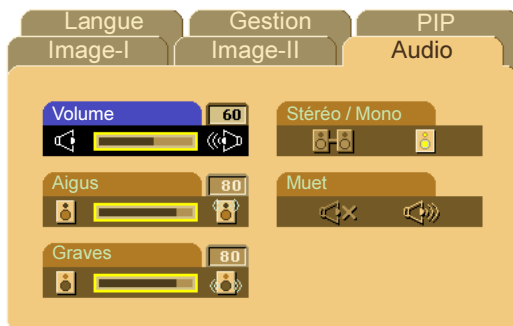 Langue Gestion PIP
Image-I Image-II Audio
Volume 60 Stéréo / Mono
Aigus 80 Muet
Graves 80